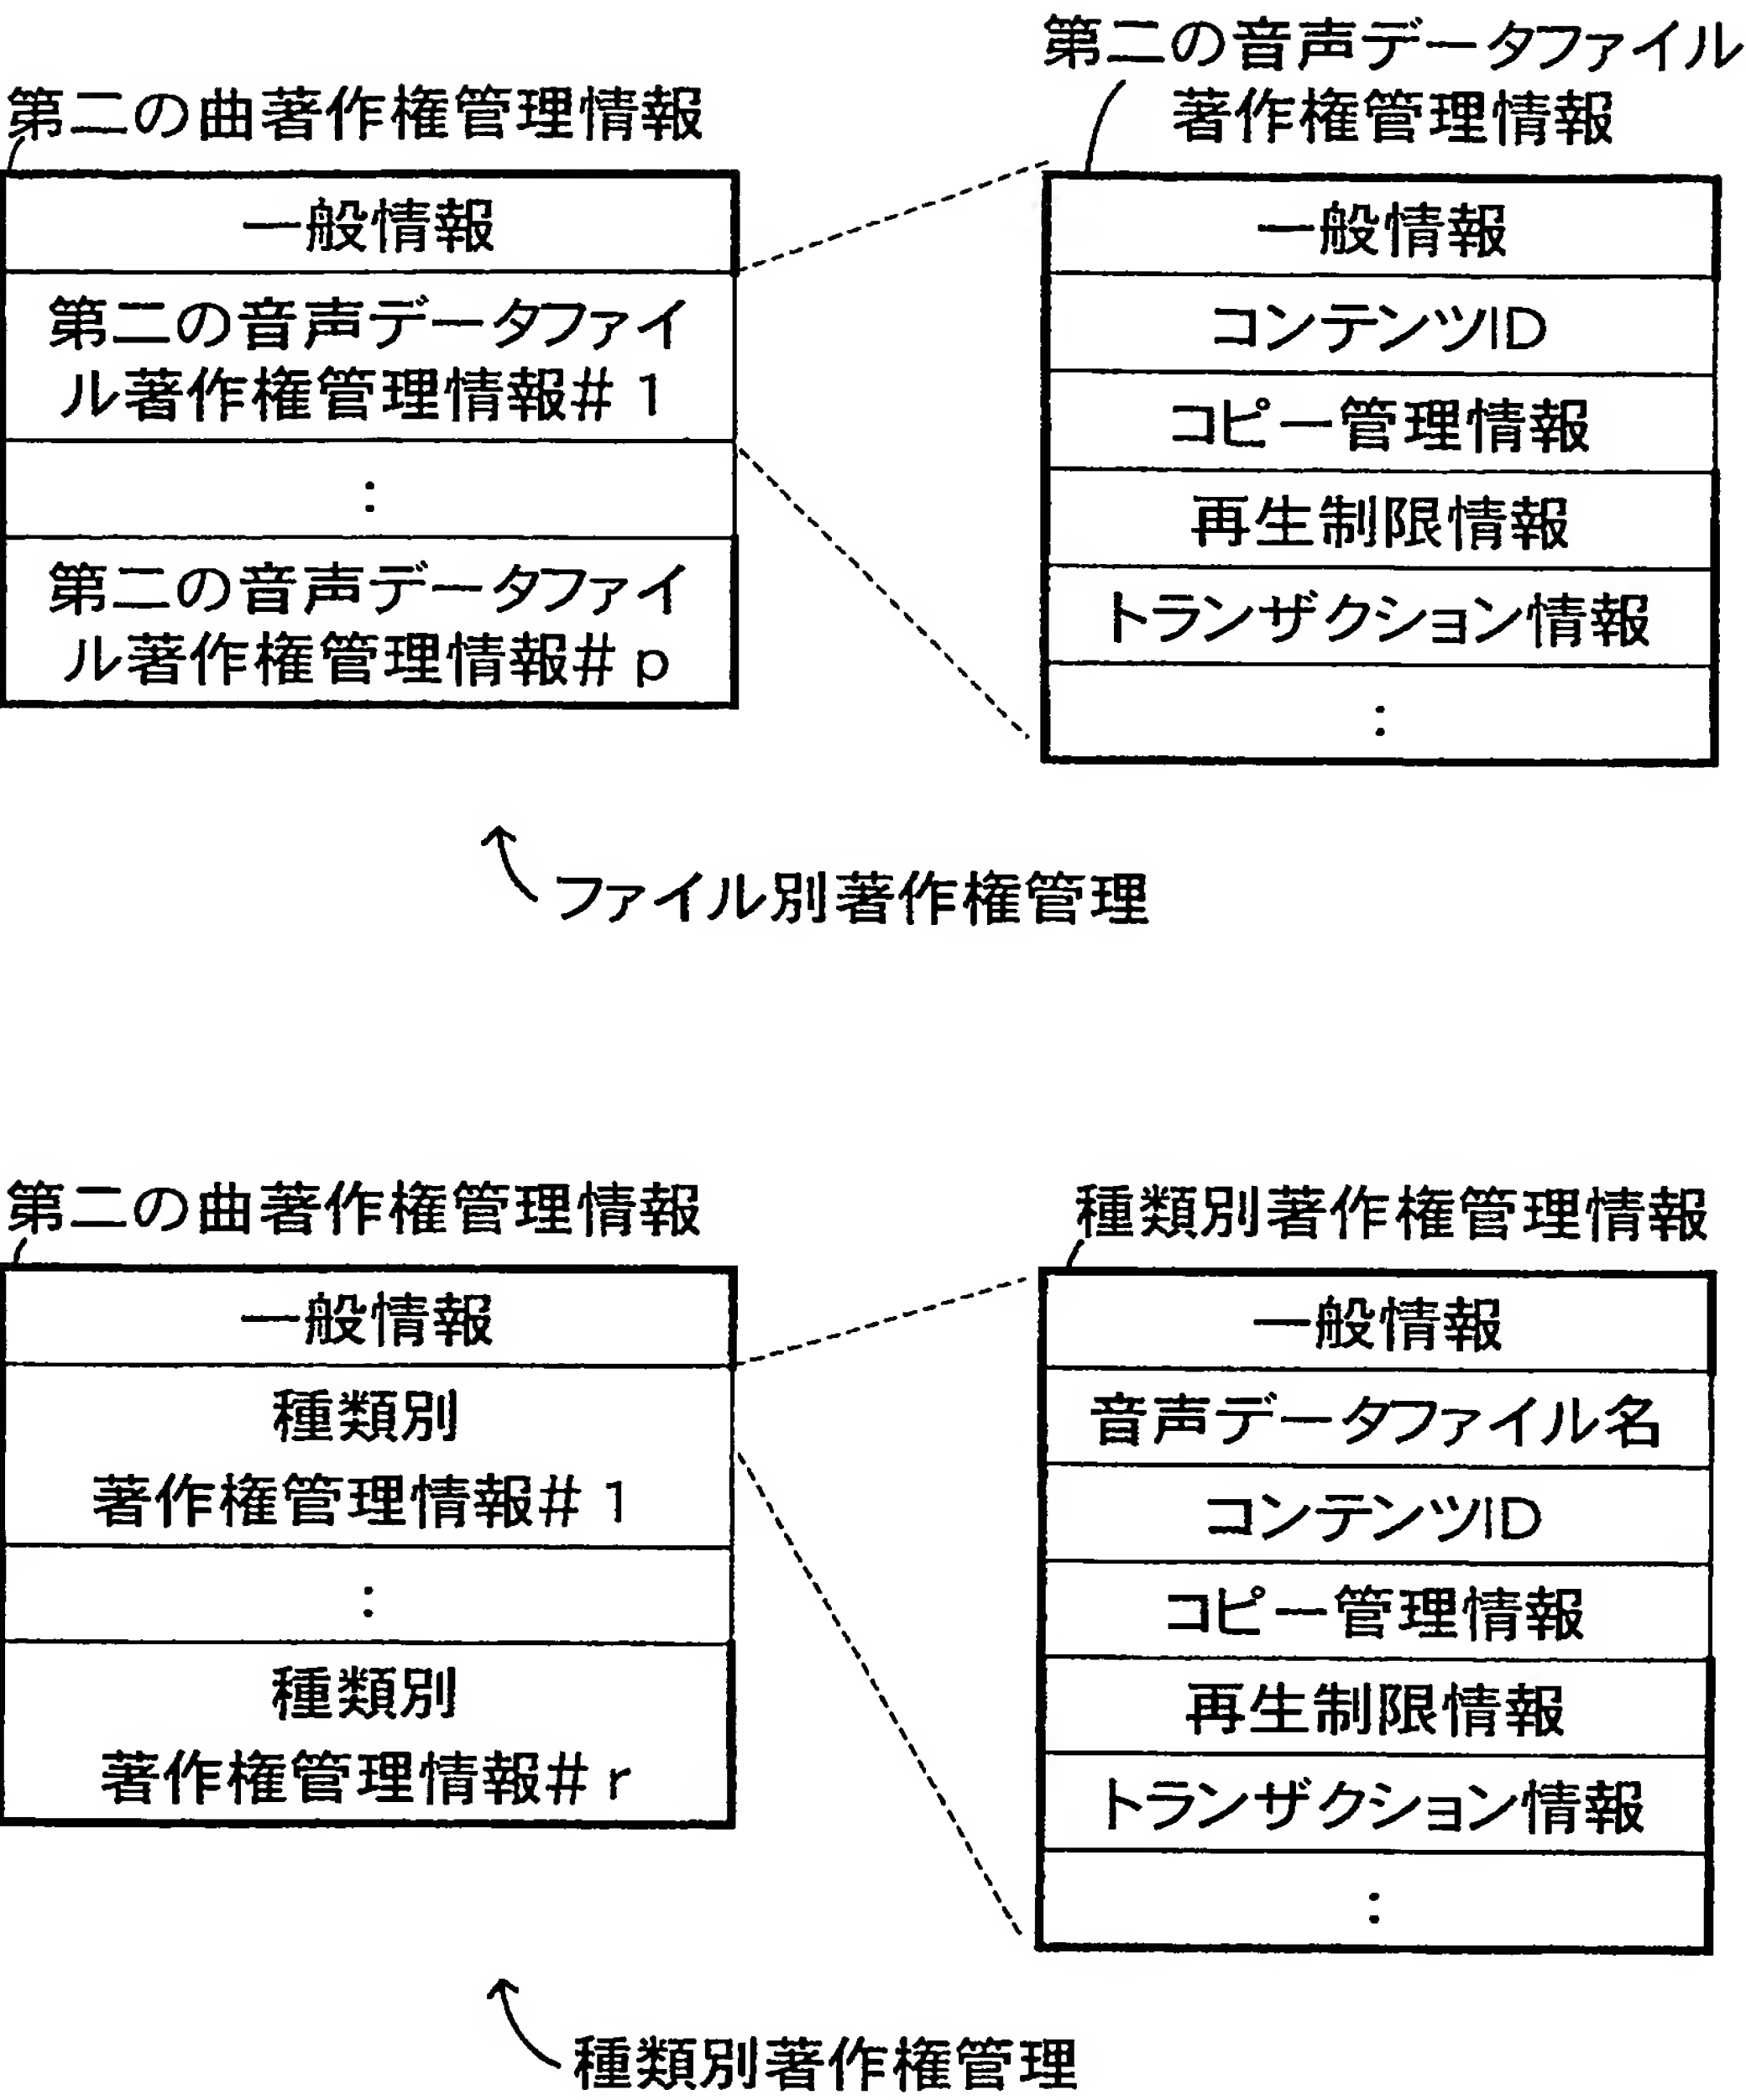 第二の曲著作権管理情報
一般情報
第二の音声データファイ
ル著作権管理情報#1
:
第二の音声データファイ
ル著作権管理情報#p
第二の音声データファイル
著作権管理情報
一般情報
コンテンツID
コピー管理情報
再生制限情報
トランザクション情報
:
ファイル別著作権管理
第二の曲著作権管理情報
一般情報
種類別
著作権管理情報#1
:
種類別
著作権管理情報#r
種類別著作権管理情報
一般情報
音声データファイル名
コンテンツID
コピー管理情報
再生制限情報
トランザクション情報
:
種類別著作権管理